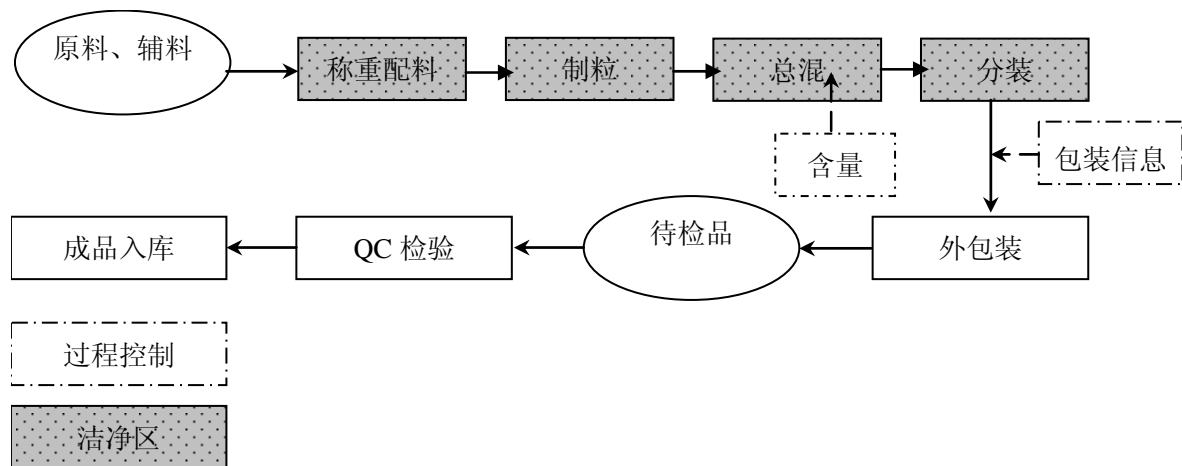 原料、辅料
称重配料
制粒
总混
分装
含量
包装信息
成品入库
QC 检验
待检品
外包装
过程控制
洁净区